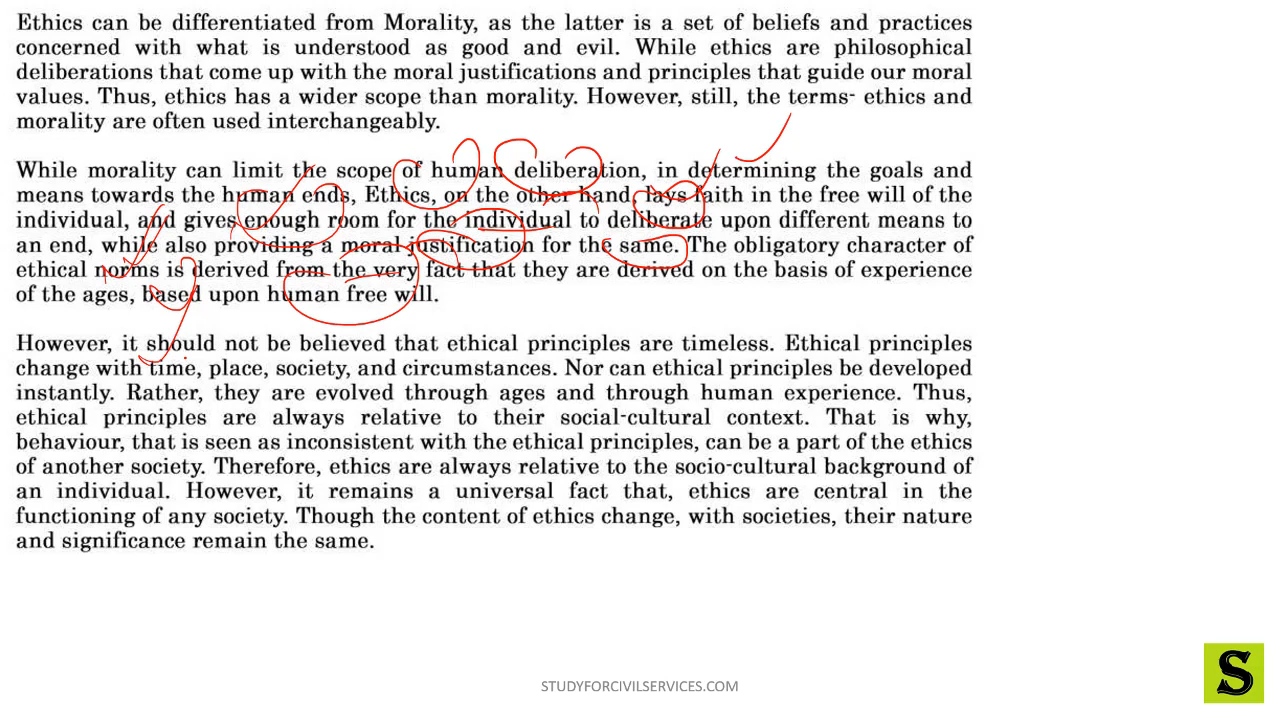 Ethics can be differentiated from Morality, as the latter is a set of beliefs and practices
concerned with what is understood as good and evil. While ethics are philosophical
deliberations that come up with the moral justifications and principles that guide our moral
values. Thus, ethics has a wider scope than morality. However, still, the terms- ethics and
morality are often used interchangeably.
While morality can limit the scope of human deliberation, in determining the goals and
means towards the human ends, Ethics, on the other hand, lays faith in the free will of the
individual, and gives enough room for the individual to deliberate upon different means to
an end, while also providing a moral justification for the same. The obligatory character of
ethical norms is derived from the very fact that they are derived on the basis of experience
of the ages, based upon human free will.
However, it should not be believed that ethical principles are timeless. Ethical principles
change with time, place, society, and circumstances. Nor can ethical principles be developed
instantly. Rather, they are evolved through ages and through human experience. Thus,
ethical principles are always relative to their social-cultural context. That is why,
behaviour, that is seen as inconsistent with the ethical principles, can be a part of the ethics
of another society. Therefore, ethics are always relative to the socio-cultural background of
an individual. However, it remains a universal fact that, ethics are central in the
functioning of any society. Though the content of ethics change, with societies, their nature
and significance remain the same.
STUDYFORCIVILSERVICES.COM
S